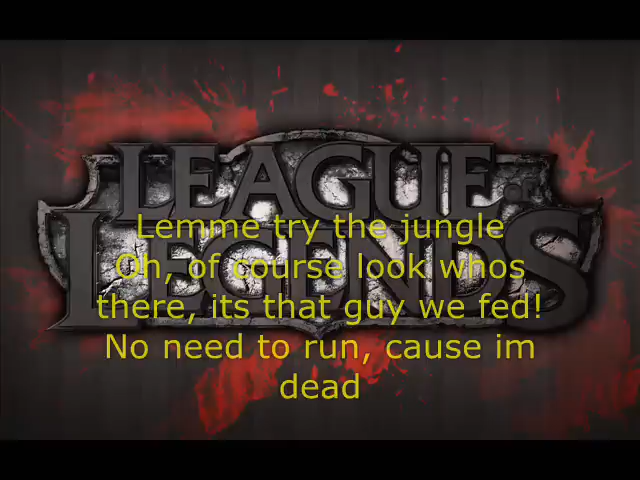 LEAGUE OF
LEGENDS
Lemme try the jungle
Oh, of course look whos
there, its that guy we fed!
No need to run, cause im
dead